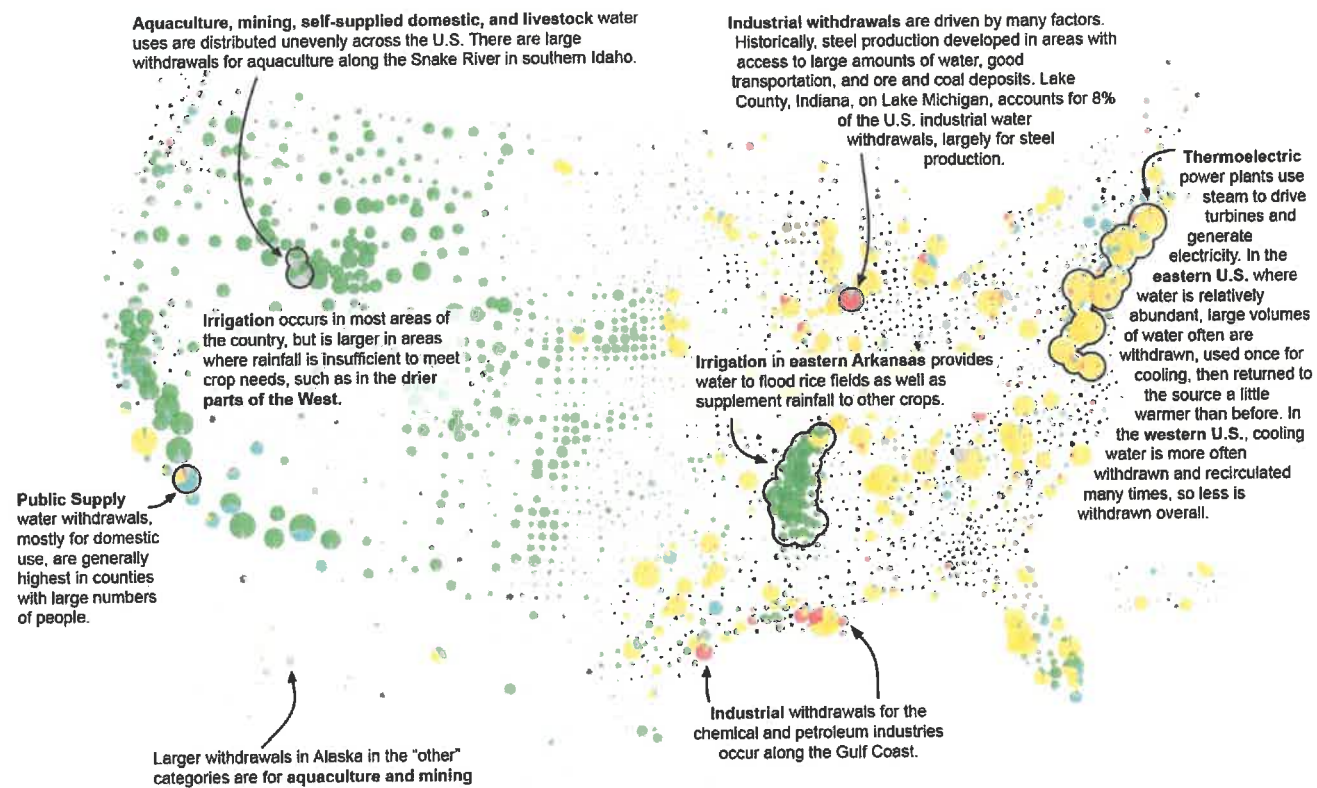 Aquaculture, mining, self-supplied domestic, and livestock water
uses are distributed unevenly across the U.S. There are large
withdrawals for aquaculture along the Snake River in southern Idaho.
Industrial withdrawals are driven by many factors.
Historically, steel production developed in areas with
access to large amounts of water, good
transportation, and ore and coal deposits. Lake
County, Indiana, on Lake Michigan, accounts for 8%
of the U.S. industrial water
withdrawals, largely for steel
production.
Thermoelectric
power plants use
steam to drive
turbines and
generate
electricity. In the
eastern U.S. where
water is relatively
abundant, large volumes
of water often are
withdrawn, used once for
cooling, then returned to
the source a little
warmer than before. In
the western U.S., cooling
water is more often
withdrawn and recirculated
many times, so less is
withdrawn overall.
Irrigation occurs in most areas of
the country, but is larger in areas
where rainfall is insufficient to meet
crop needs, such as in the drier
parts of the West.
Irrigation in eastern Arkansas provides
water to flood rice fields as well as
supplement rainfall to other crops.
Public Supply
water withdrawals,
mostly for domestic
use, are generally
highest in counties
with large numbers
of people.
Industrial withdrawals for the
chemical and petroleum industries
occur along the Gulf Coast.
Larger withdrawals in Alaska in the "other"
categories are for aquaculture and mining